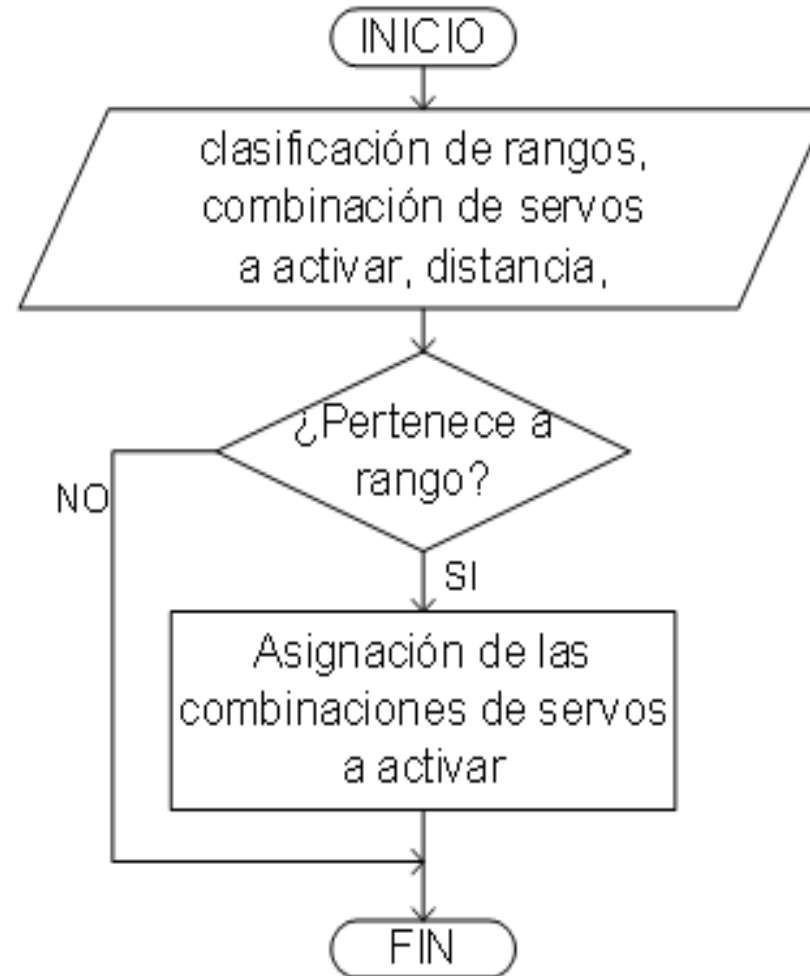 INICIO
clasificación de rangos,
combinación de servos
a activar, distancia,
¿Pertenece a
rango?
NO
SI
Asignación de las
combinaciones de servos
a activar
FIN